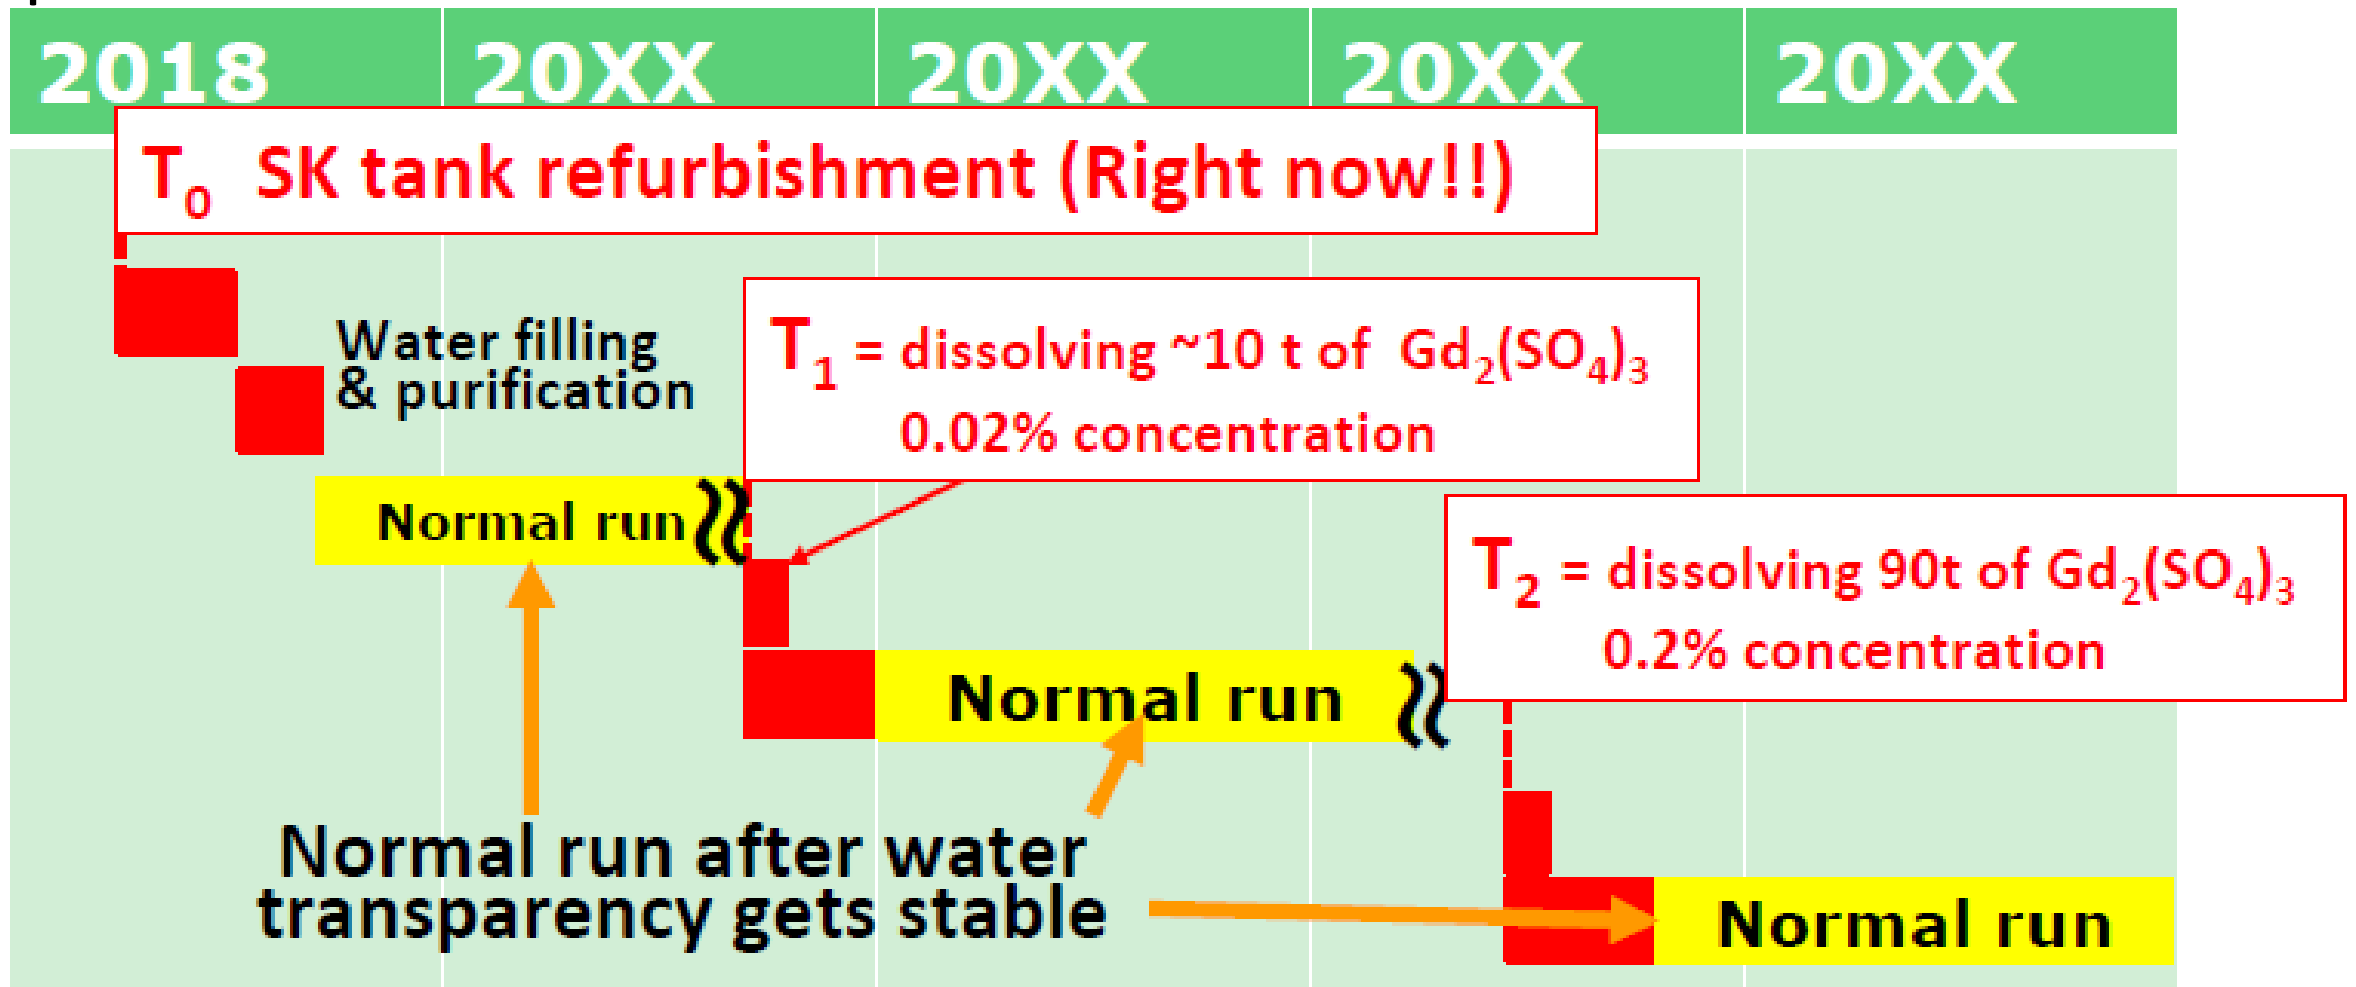 2018 20XX 20XX 20XX 20XX
T₀ SK tank refurbishment (Right now!!)
Water filling
& purification
T₁ = dissolving ~10 t of Gd₂(SO₄)₃
0.02% concentration
Normal run
T₂ = dissolving 90t of Gd₂(SO₄)₃
0.2% concentration
Normal run
Normal run after water
transparency gets stable
Normal run